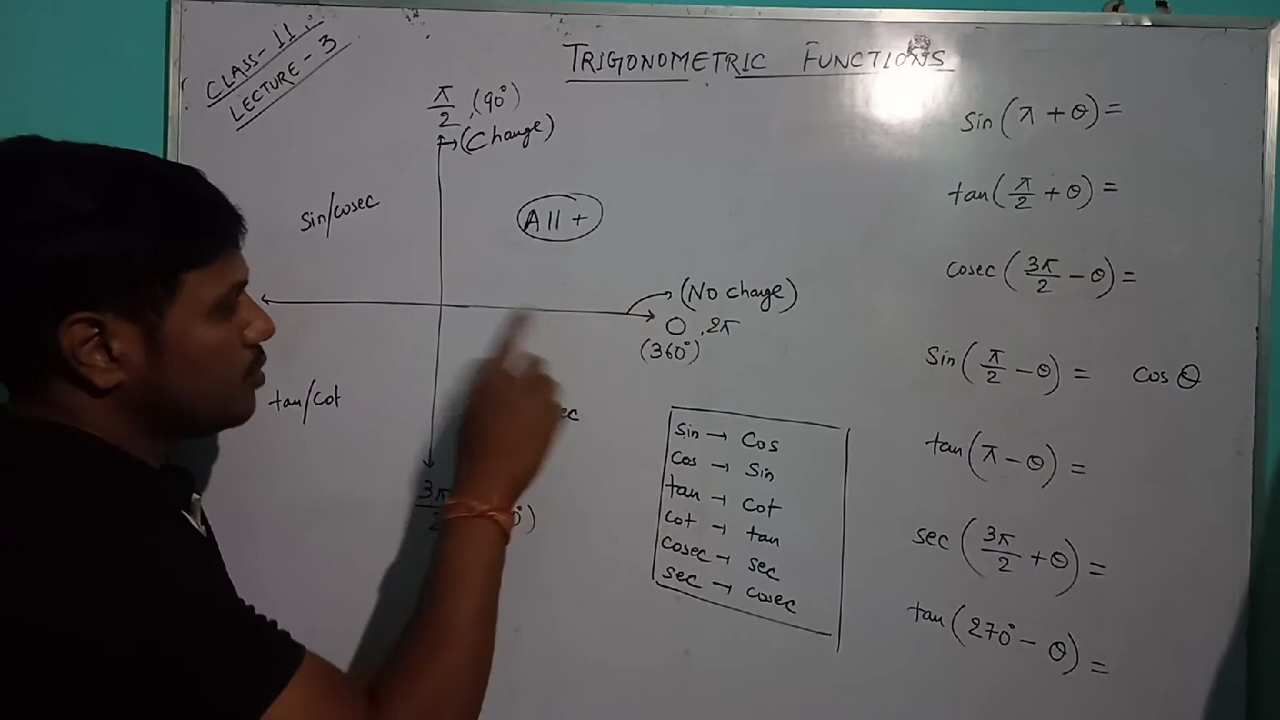 CLASS-11
LECTURE-3
TRIGONOMETRIC FUNCTIONS
π/2, (90°)
(Change)
sin/cosec
All +
(No change)
0, 2π
(360°)
tan/cot
sin → cos
cos → sin
tan → cot
cot → tan
cosec → sec
sec → cosec
sin(π + θ) =
tan(π/2 + θ) =
cosec(3π/2 - θ) =
sin(π/2 - θ) = cos θ
tan(π - θ) =
sec(3π/2 + θ) =
tan(270° - θ) =